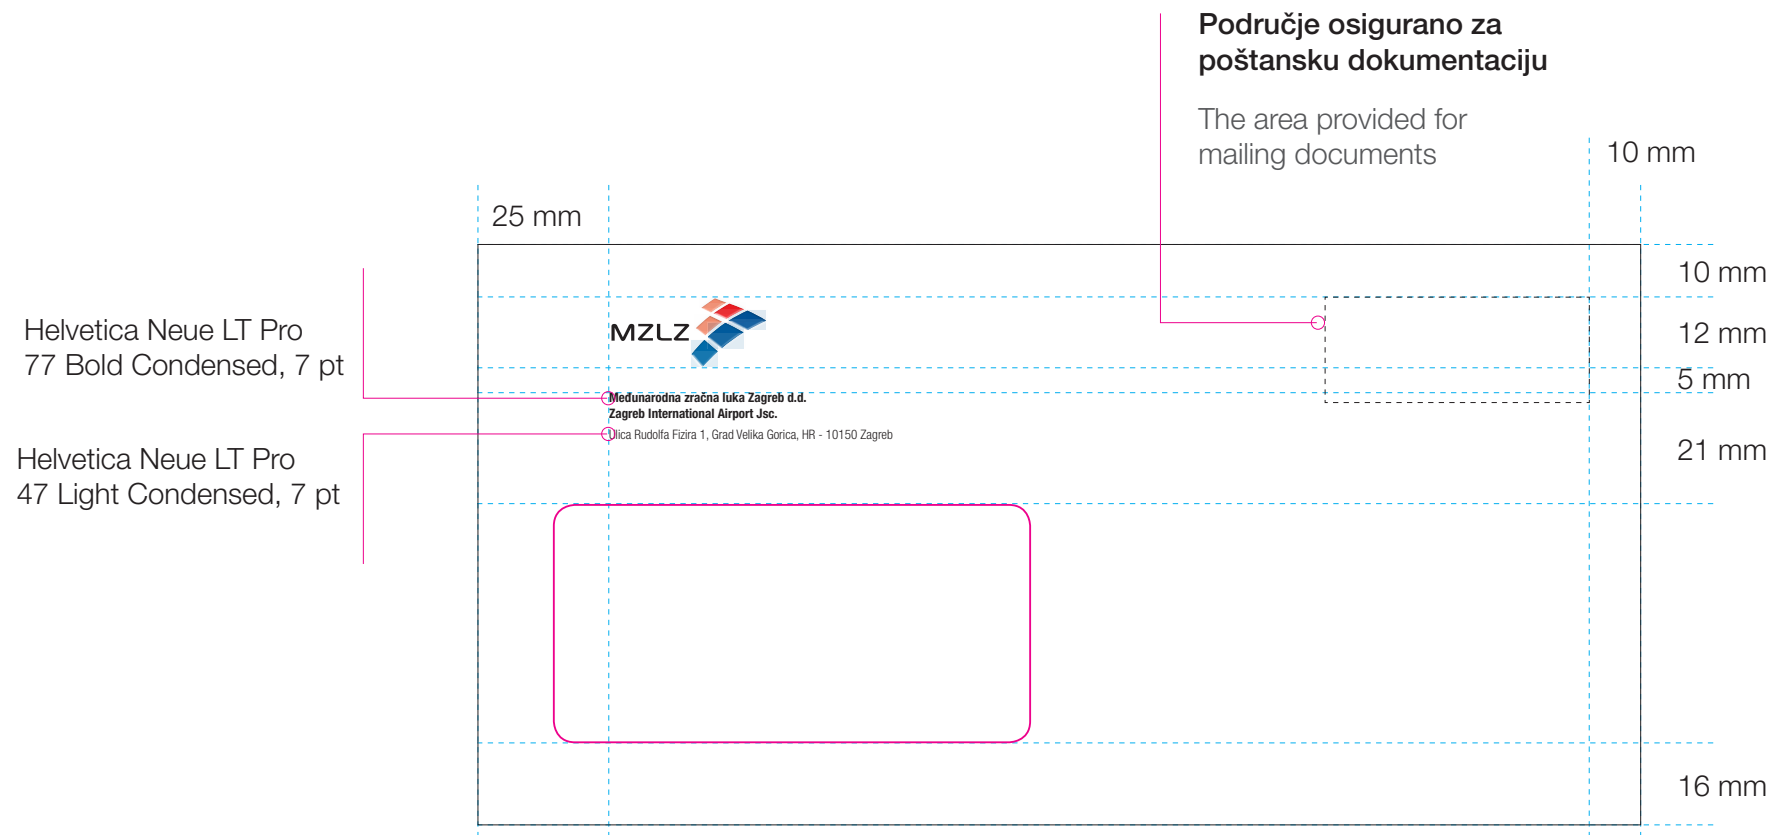 Područje osigurano za
poštansku dokumentaciju
The area provided for
mailing documents
10 mm
25 mm
10 mm
Helvetica Neue LT Pro
77 Bold Condensed, 7 pt
MZLZ
12 mm
5 mm
Međunarodna zračna luka Zagreb d.d.
Zagreb International Airport Jsc.
Ulica Rudolfa Fizira 1, Grad Velika Gorica, HR - 10150 Zagreb
21 mm
Helvetica Neue LT Pro
47 Light Condensed, 7 pt
16 mm